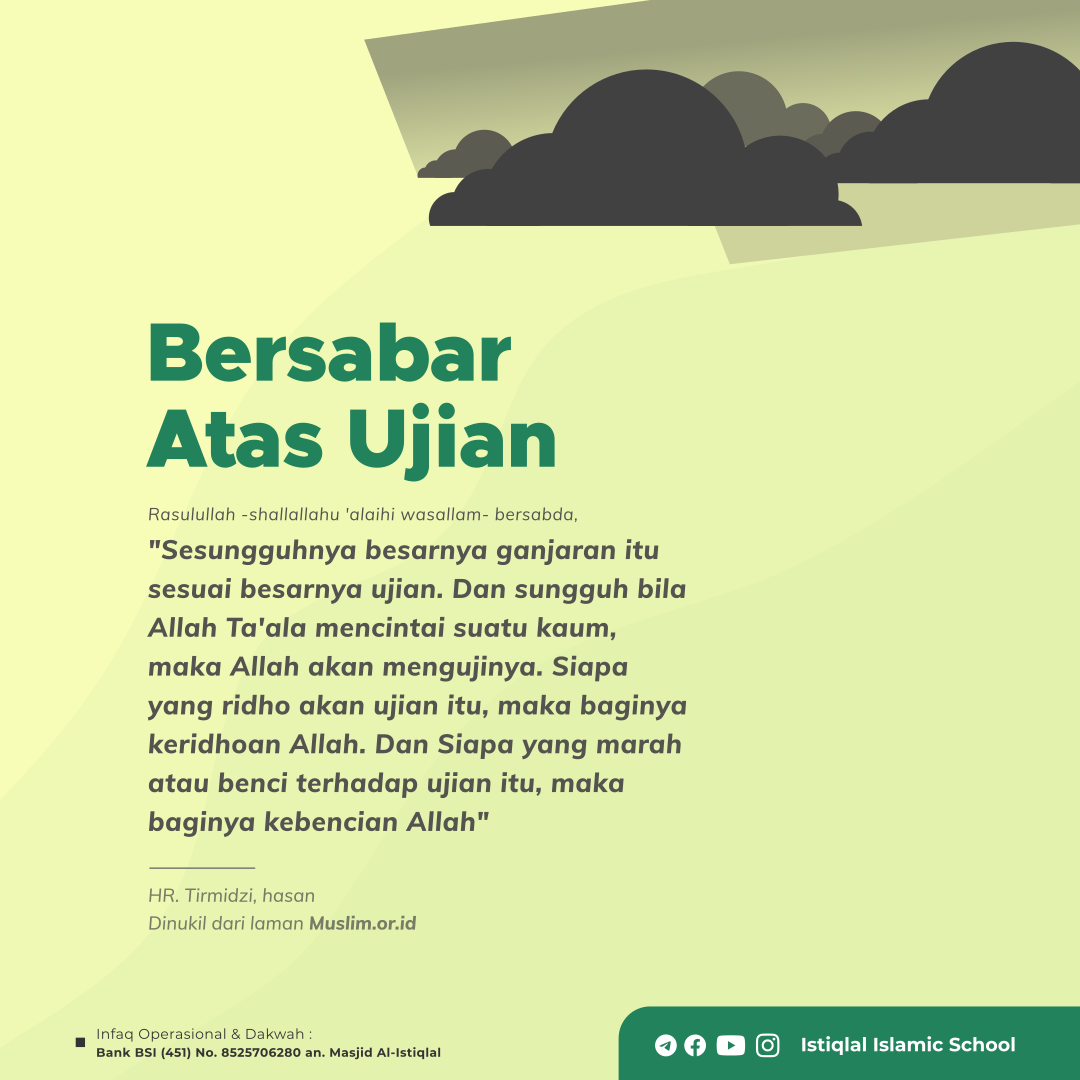 Bersabar
Atas Ujian
Rasulullah -shallallahu 'alaihi wasallam- bersabda,
"Sesungguhnya besarnya ganjaran itu
sesuai besarnya ujian. Dan sungguh bila
Allah Ta'ala mencintai suatu kaum,
maka Allah akan mengujinya. Siapa
yang ridho akan ujian itu, maka baginya
keridhoan Allah. Dan Siapa yang marah
atau benci terhadap ujian itu, maka
baginya kebencian Allah"
HR. Tirmidzi, hasan
Dinukil dari laman Muslim.or.id
Infaq Operasional & Dakwah :
Bank BSI (451) No. 8525706280 an. Masjid Al-Istiqlal
Istiqlal Islamic School